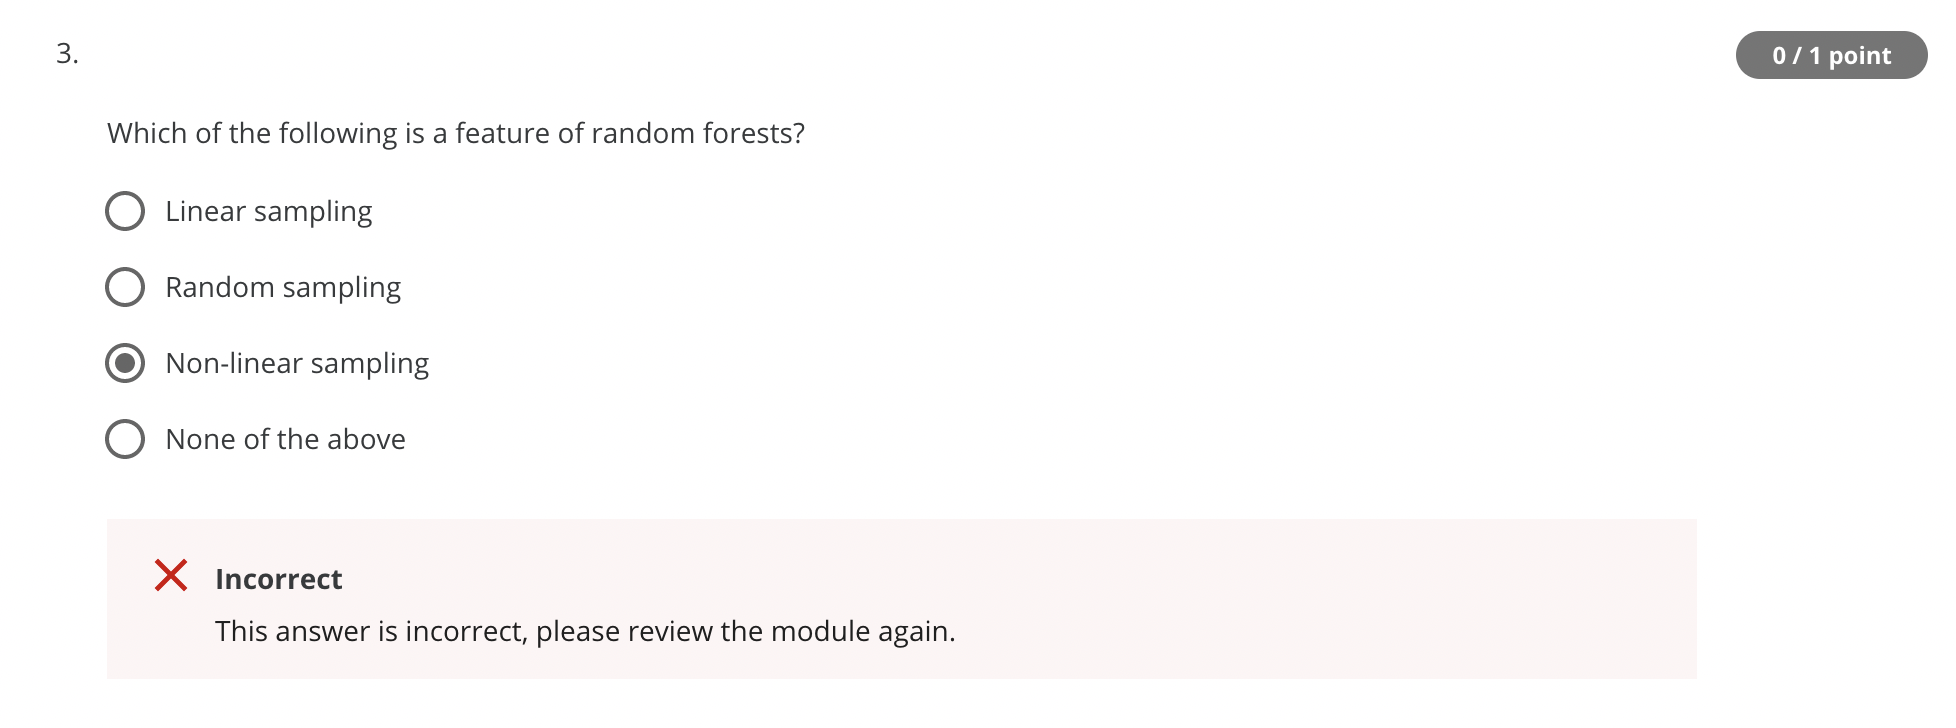 3.
0 / 1 point
Which of the following is a feature of random forests?
Linear sampling
Random sampling
Non-linear sampling
None of the above
Incorrect
This answer is incorrect, please review the module again.